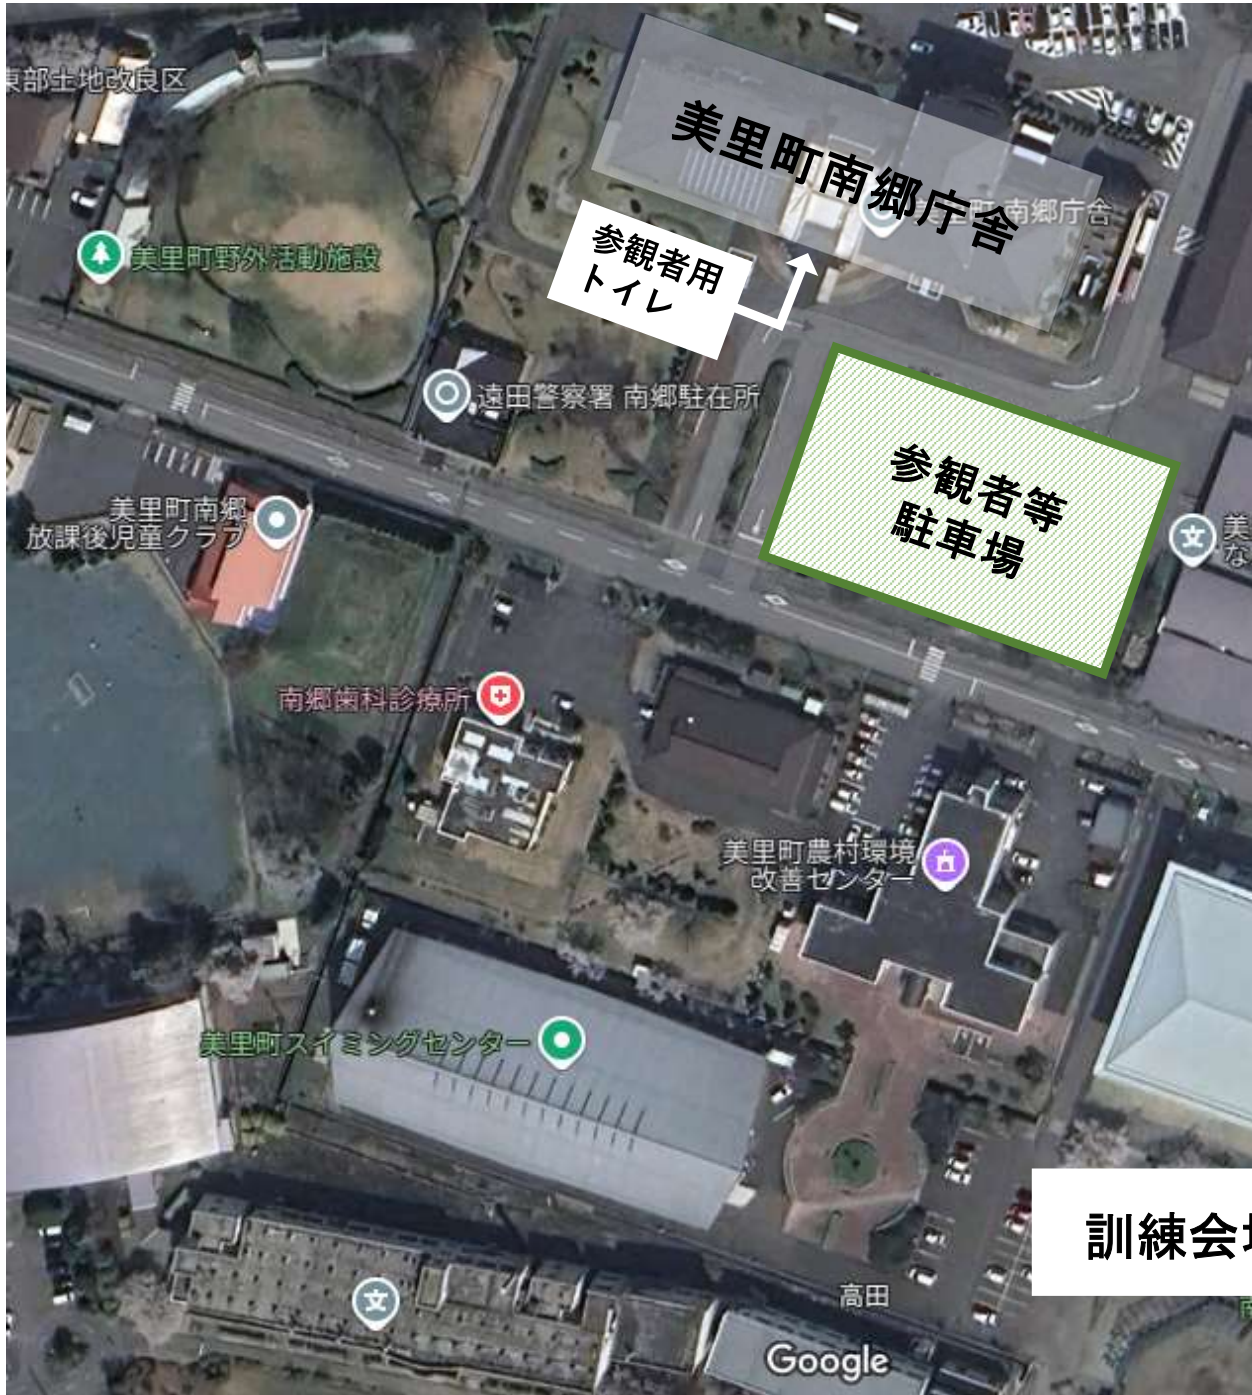 東部土地改良区
美里町南郷庁舎
美里町 南郷庁舎
参観者用
トイレ
美里町野外活動施設
遠田警察署 南郷駐在所
参観者等
駐車場
美里町南郷
放課後児童クラブ
美
な
南郷歯科診療所
美里町農村環境
改善センター
美里町スイミングセンター
訓練会場
高田
Google